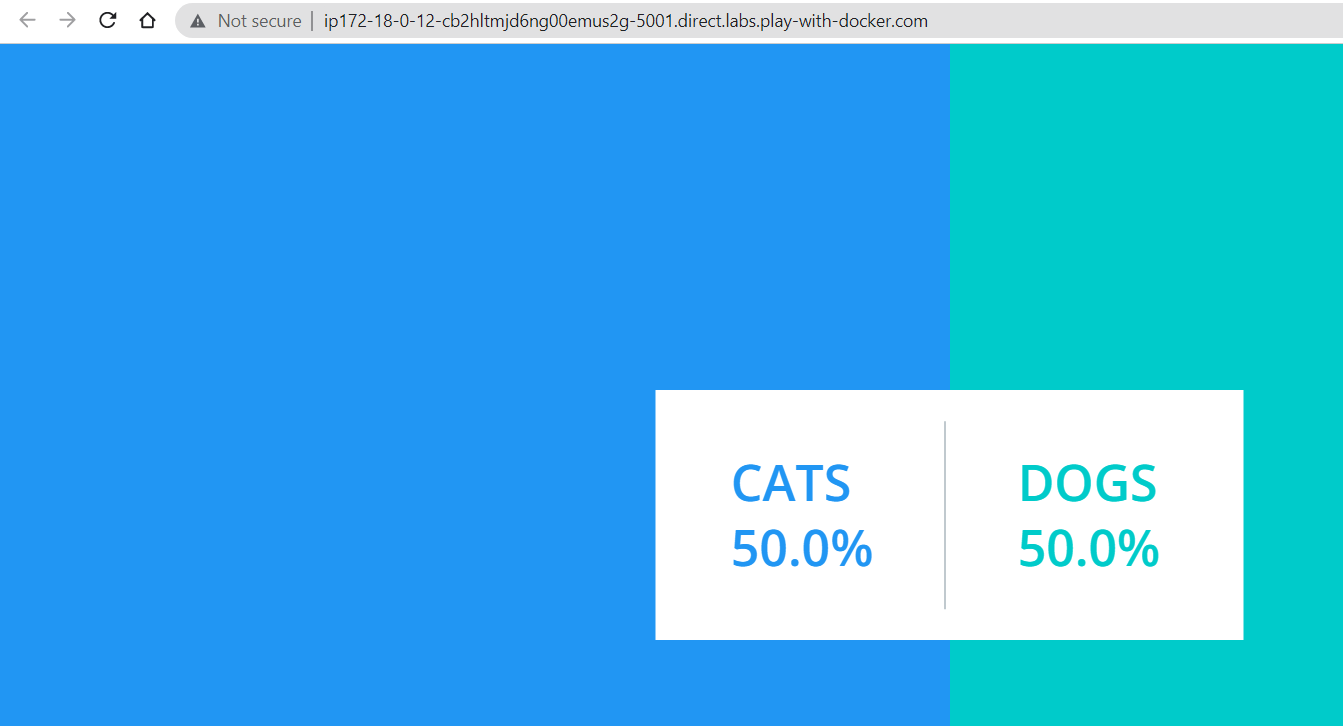 Not secure | ip172-18-0-12-cb2hltmjd6ng00emus2g-5001.direct.labs.play-with-docker.com
CATS
50.0%
DOGS
50.0%